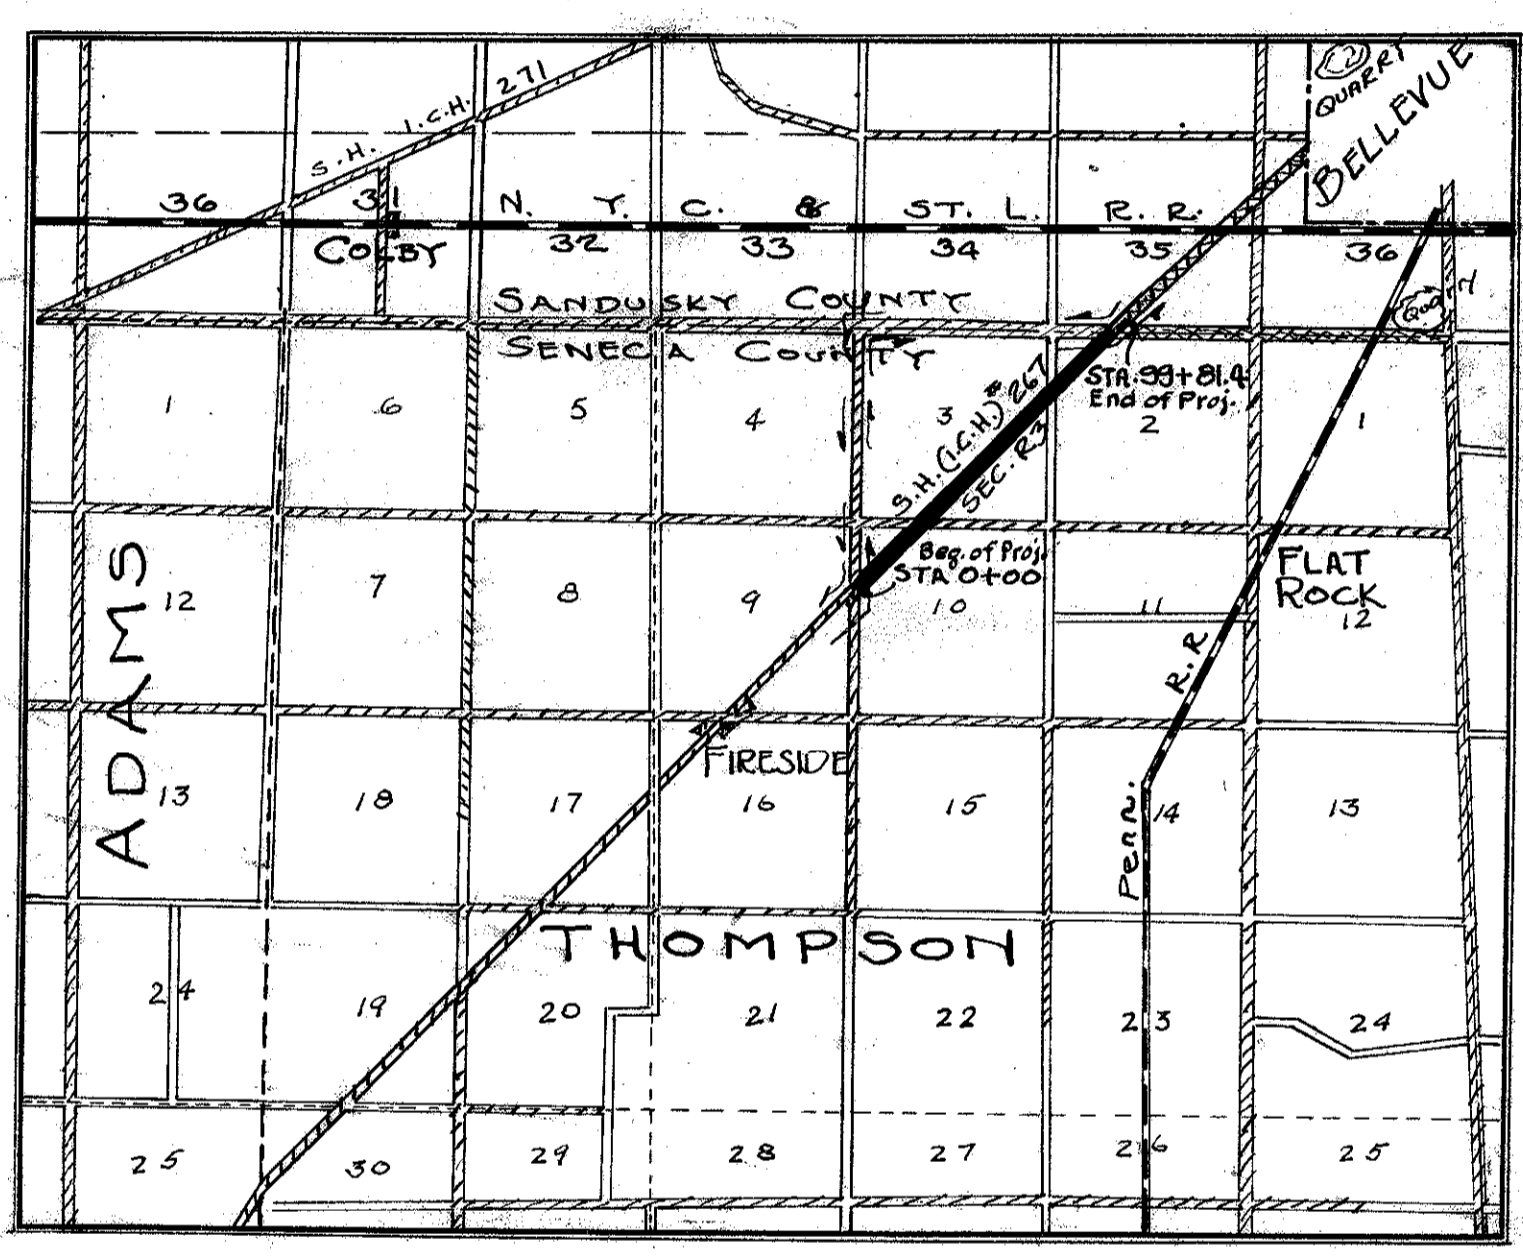 QUARRY
BELLEVUE
S.H. I.C.H. 271
36 31 N. Y. C. & ST. L. R. R.
COLBY 32 33 34 35 36
Quarry
SANDUSKY COUNTY
SENECA COUNTY
STA. 99+81.4
End of Proj.
1 6 5 4 3 2 1
S.H. (I.C.H.) # 267
SEC. R3
Beg. of Proj.
STA 0+00
FLAT
ROCK
12 7 8 9 10 11 12
ADAMS
R. R
FIRESIDE
13 18 17 16 15 14 13
Penn.
THOMPSON
24 19 20 21 22 23 24
25 30 29 28 27 26 25